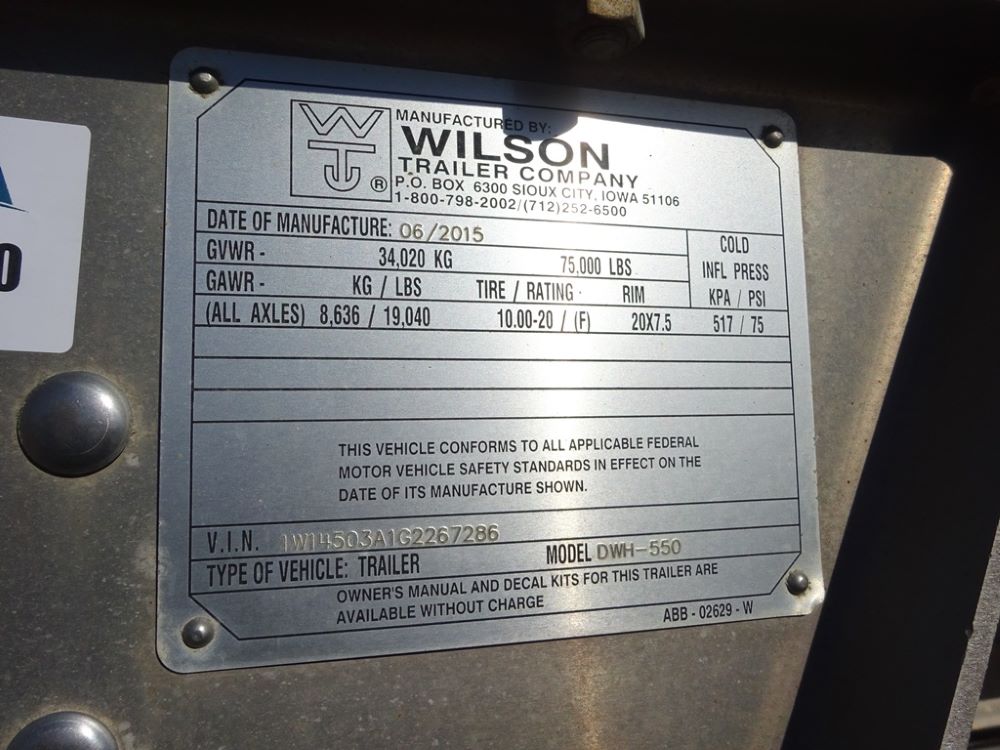 WT
®
MANUFACTURED BY:
WILSON
TRAILER COMPANY
P.O. BOX 6300 SIOUX CITY, IOWA 51106
1-800-798-2002/(712)252-6500
DATE OF MANUFACTURE: 06/2015
GVWR - 34,020 KG 75,000 LBS
COLD
INFL PRESS
KPA / PSI
GAWR - KG / LBS TIRE / RATING · RIM
(ALL AXLES) 8,636 / 19,040 10.00-20 / (F) 20X7.5 517 / 75
THIS VEHICLE CONFORMS TO ALL APPLICABLE FEDERAL
MOTOR VEHICLE SAFETY STANDARDS IN EFFECT ON THE
DATE OF ITS MANUFACTURE SHOWN.
V.I.N. 1W14503A1G2267286
MODEL DWH-550
TYPE OF VEHICLE: TRAILER
OWNER'S MANUAL AND DECAL KITS FOR THIS TRAILER ARE
AVAILABLE WITHOUT CHARGE
ABB - 02629 - W
0